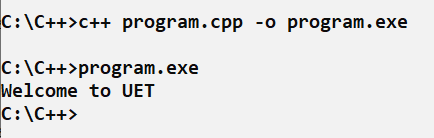 C:\C++>c++ program.cpp -o program.exe
C:\C++>program.exe
Welcome to UET
C:\C++>